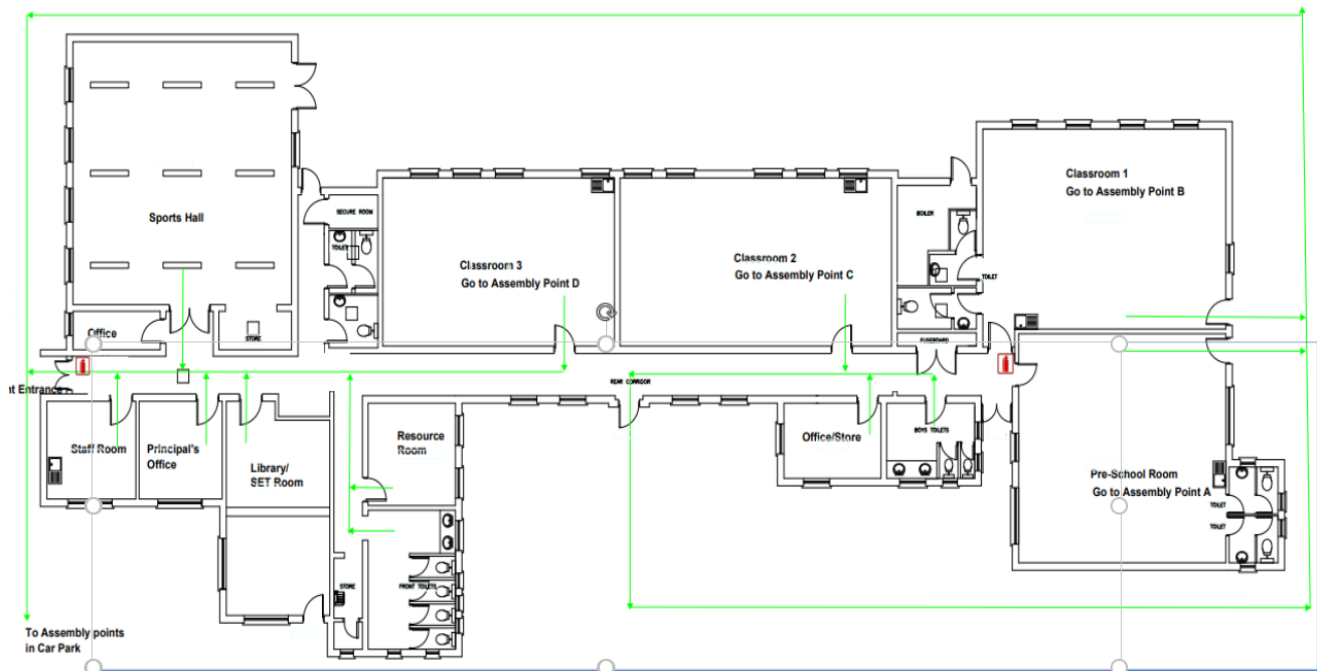 Sports Hall
Office
STORE
SECURE ROOM
TOILET
Classroom 3
Go to Assembly Point D
Classroom 2
Go to Assembly Point C
BOILER
TOILET
FUSEBOARD
Classroom 1
Go to Assembly Point B
nt Entrance
REAR CORRIDOR
Staff Room
Principal's
Office
Library/
SET Room
Resource
Room
STORE
FRONT TOILETS
Office/Store
BOYS TOILETS
Pre-School Room
Go to Assembly Point A
TOILET
TOILET
To Assembly points
in Car Park